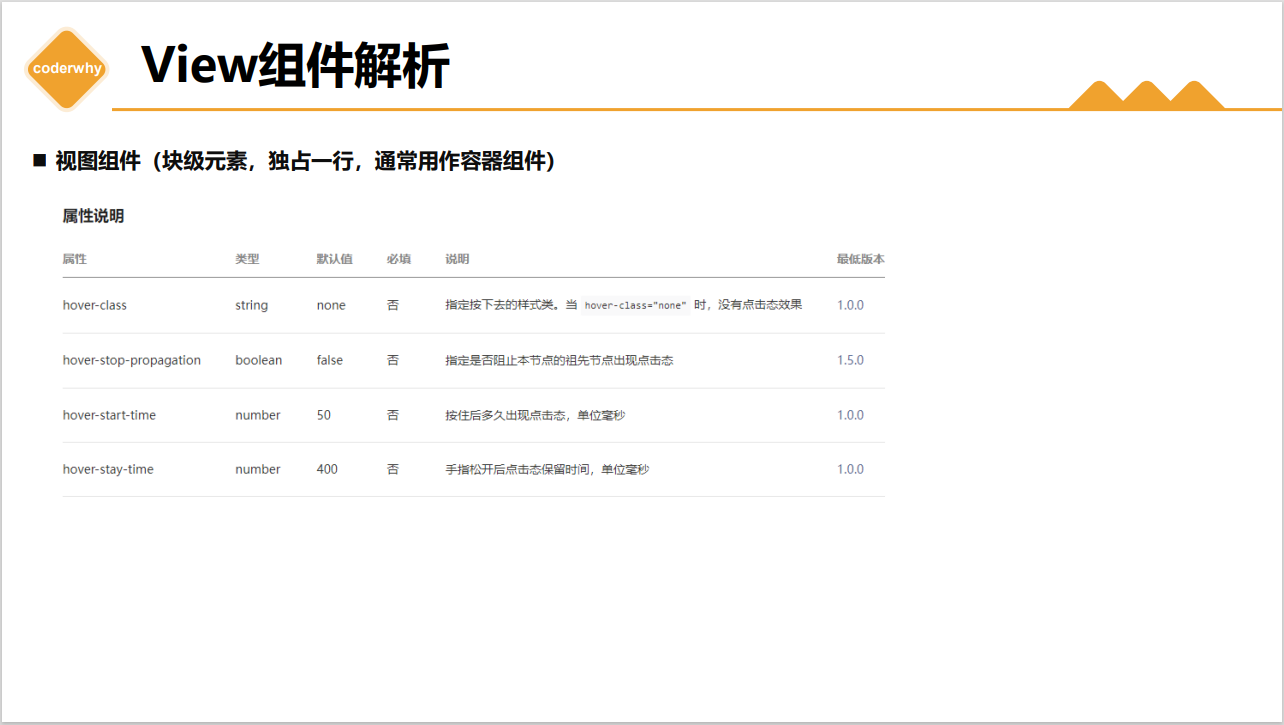 coderwhy
View组件解析
■ 视图组件（块级元素，独占一行，通常用作容器组件）
属性说明
属性 类型 默认值 必填 说明 最低版本
hover-class string none 否 指定按下去的样式类。当 hover-class="none" 时，没有点击态效果 1.0.0
hover-stop-propagation boolean false 否 指定是否阻止本节点的祖先节点出现点击态 1.5.0
hover-start-time number 50 否 按住后多久出现点击态，单位毫秒 1.0.0
hover-stay-time number 400 否 手指松开后点击态保留时间，单位毫秒 1.0.0